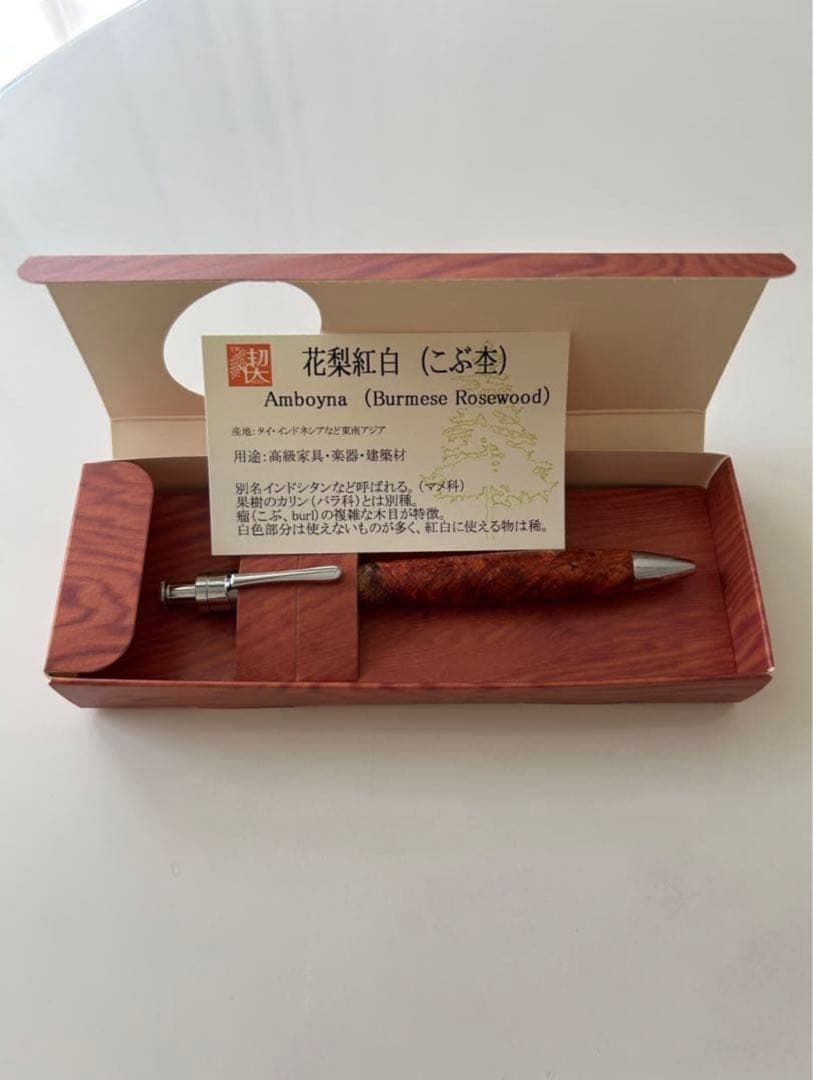 花梨紅白 (こぶ杢)
Amboyna (Burmese Rosewood)
産地:タイ・インドネシアなど東南アジア
用途:高級家具・楽器・建築材
別名インドシタンなど呼ばれる。(マメ科)
果樹のカリン(バラ科)とは別種。
瘤(こぶ、burl)の複雑な木目が特徴。
白色部分は使えないものが多く、紅白に使える物は稀。